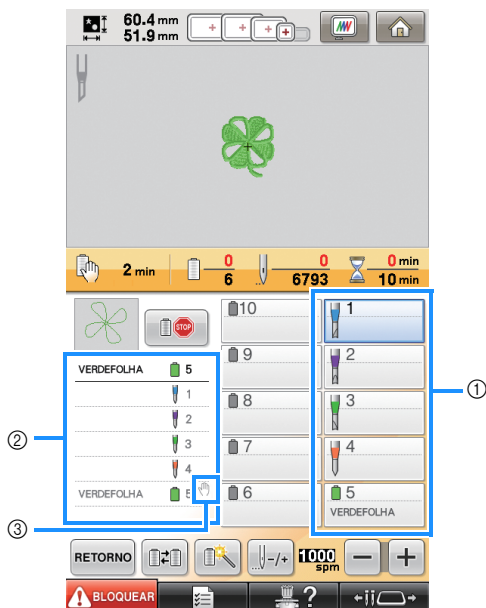 60.4 mm
51.9 mm
2 min
0
6
0
6793
0 min
10 min
STOP
10
1
9
2
8
3
7
4
6
5
VERDEFOLHA
VERDEFOLHA 5
1
2
3
4
VERDEFOLHA 5
①
②
③
RETORNO
-/+
1000
spm
− +
BLOQUEAR
?